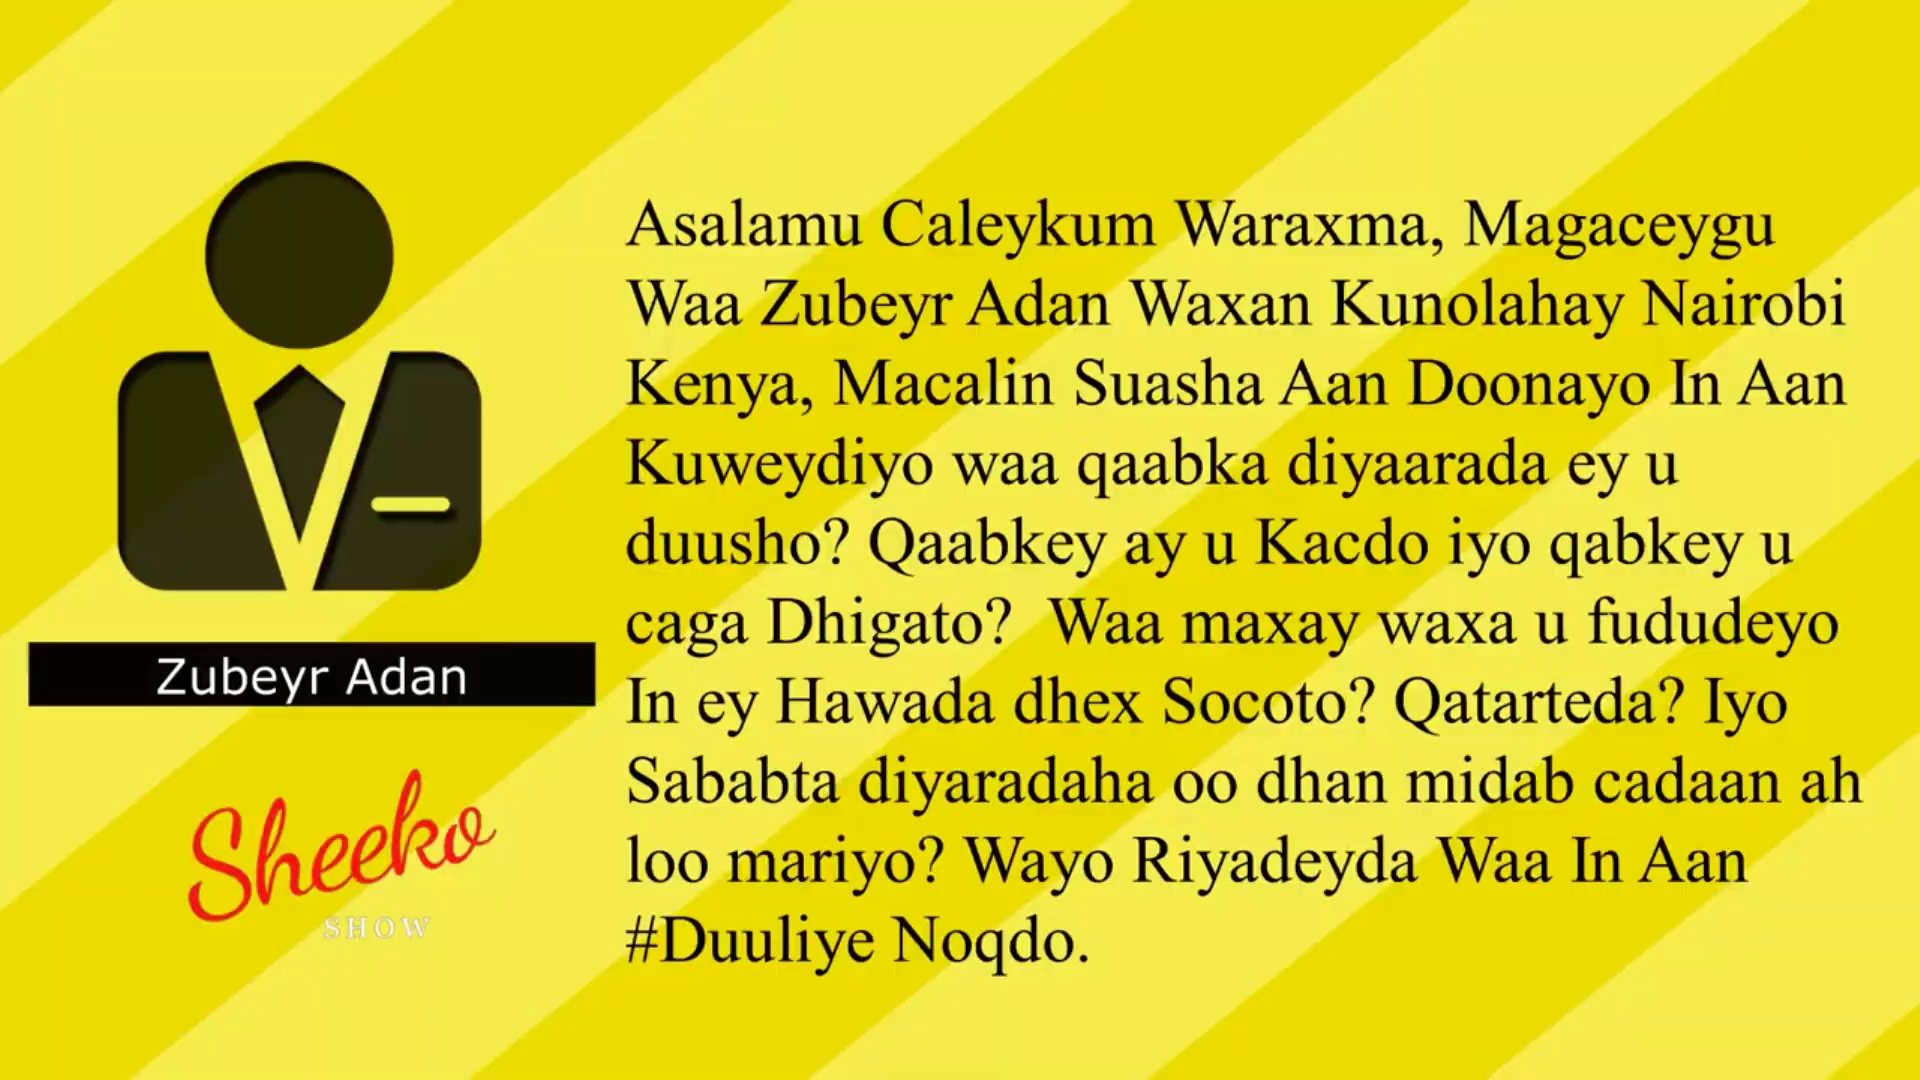 Asalamu Caleykum Waraxma, Magaceygu
Waa Zubeyr Adan Waxan Kunolahay Nairobi
Kenya, Macalin Suasha Aan Doonayo In Aan
Kuweydiyo waa qaabka diyaarada ey u
duusho? Qaabkey ay u Kacdo iyo qabkey u
caga Dhigato? Waa maxay waxa u fududeyo
In ey Hawada dhex Socoto? Qatarteda? Iyo
Sababta diyaradaha oo dhan midab cadaan ah
loo mariyo? Wayo Riyadeyda Waa In Aan
#Duuliye Noqdo.
Zubeyr Adan
Sheeko
SHOW